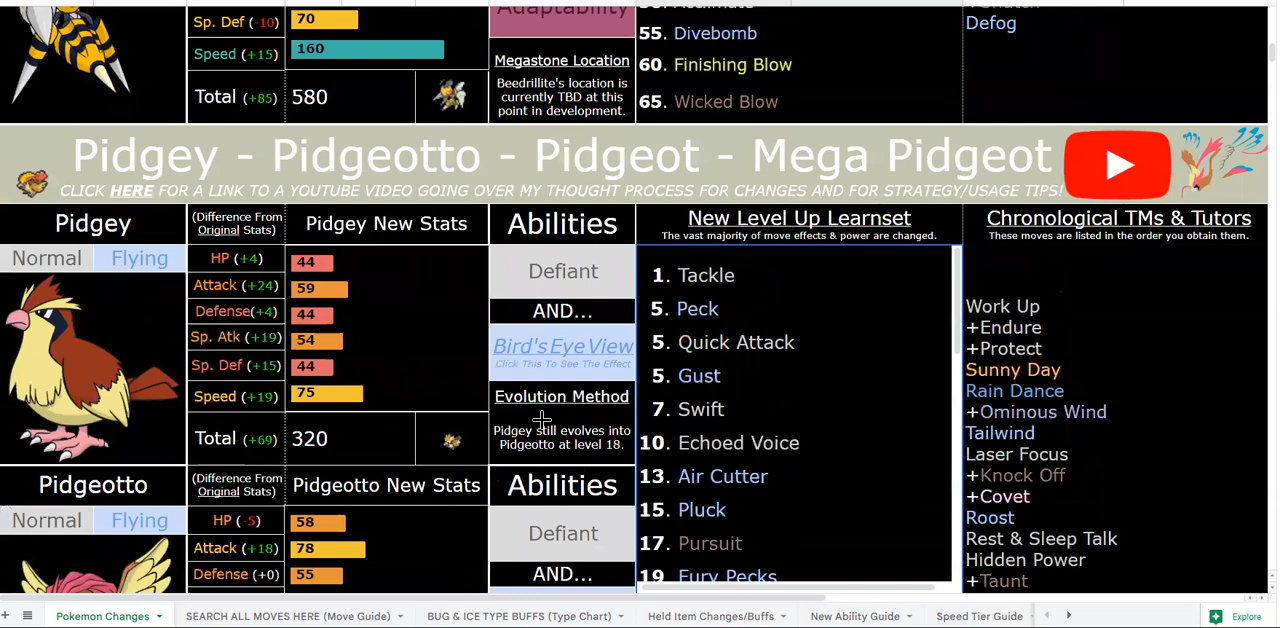 Sp. Def (-10)
70
Speed (+15)
160
Total (+85)
580
Adaptability
Megastone Location
Beedrillite's location is
currently TBD at this
point in development.
55. Divebomb
60. Finishing Blow
65. Wicked Blow
Defog
Pidgey - Pidgeotto - Pidgeot - Mega Pidgeot
CLICK HERE FOR A LINK TO A YOUTUBE VIDEO GOING OVER MY THOUGHT PROCESS FOR CHANGES AND FOR STRATEGY/USAGE TIPS!
Pidgey
Normal
Flying
(Difference From
Original Stats)
Pidgey New Stats
HP (+4)
44
Attack (+24)
59
Defense(+4)
44
Sp. Atk (+19)
54
Sp. Def (+15)
44
Speed (+19)
75
Total (+69)
320
Abilities
Defiant
AND...
Bird's Eye View
Click This To See The Effect
Evolution Method
Pidgey still evolves into
Pidgeotto at level 18.
New Level Up Learnset
The vast majority of move effects & power are changed.
1. Tackle
5. Peck
5. Quick Attack
5. Gust
7. Swift
10. Echoed Voice
13. Air Cutter
15. Pluck
17. Pursuit
19. Fury Pecks
Chronological TMs & Tutors
These moves are listed in the order you obtain them.
Work Up
+Endure
+Protect
Sunny Day
Rain Dance
+Ominous Wind
Tailwind
Laser Focus
+Knock Off
+Covet
Roost
Rest & Sleep Talk
Hidden Power
+Taunt
Pidgeotto
Normal
Flying
(Difference From
Original Stats)
Pidgeotto New Stats
HP (-5)
58
Attack (+18)
78
Defense (+0)
55
Abilities
Defiant
AND...
Pokemon Changes
SEARCH ALL MOVES HERE (Move Guide)
BUG & ICE TYPE BUFFS (Type Chart)
Held Item Changes/Buffs
New Ability Guide
Speed Tier Guide
Explore